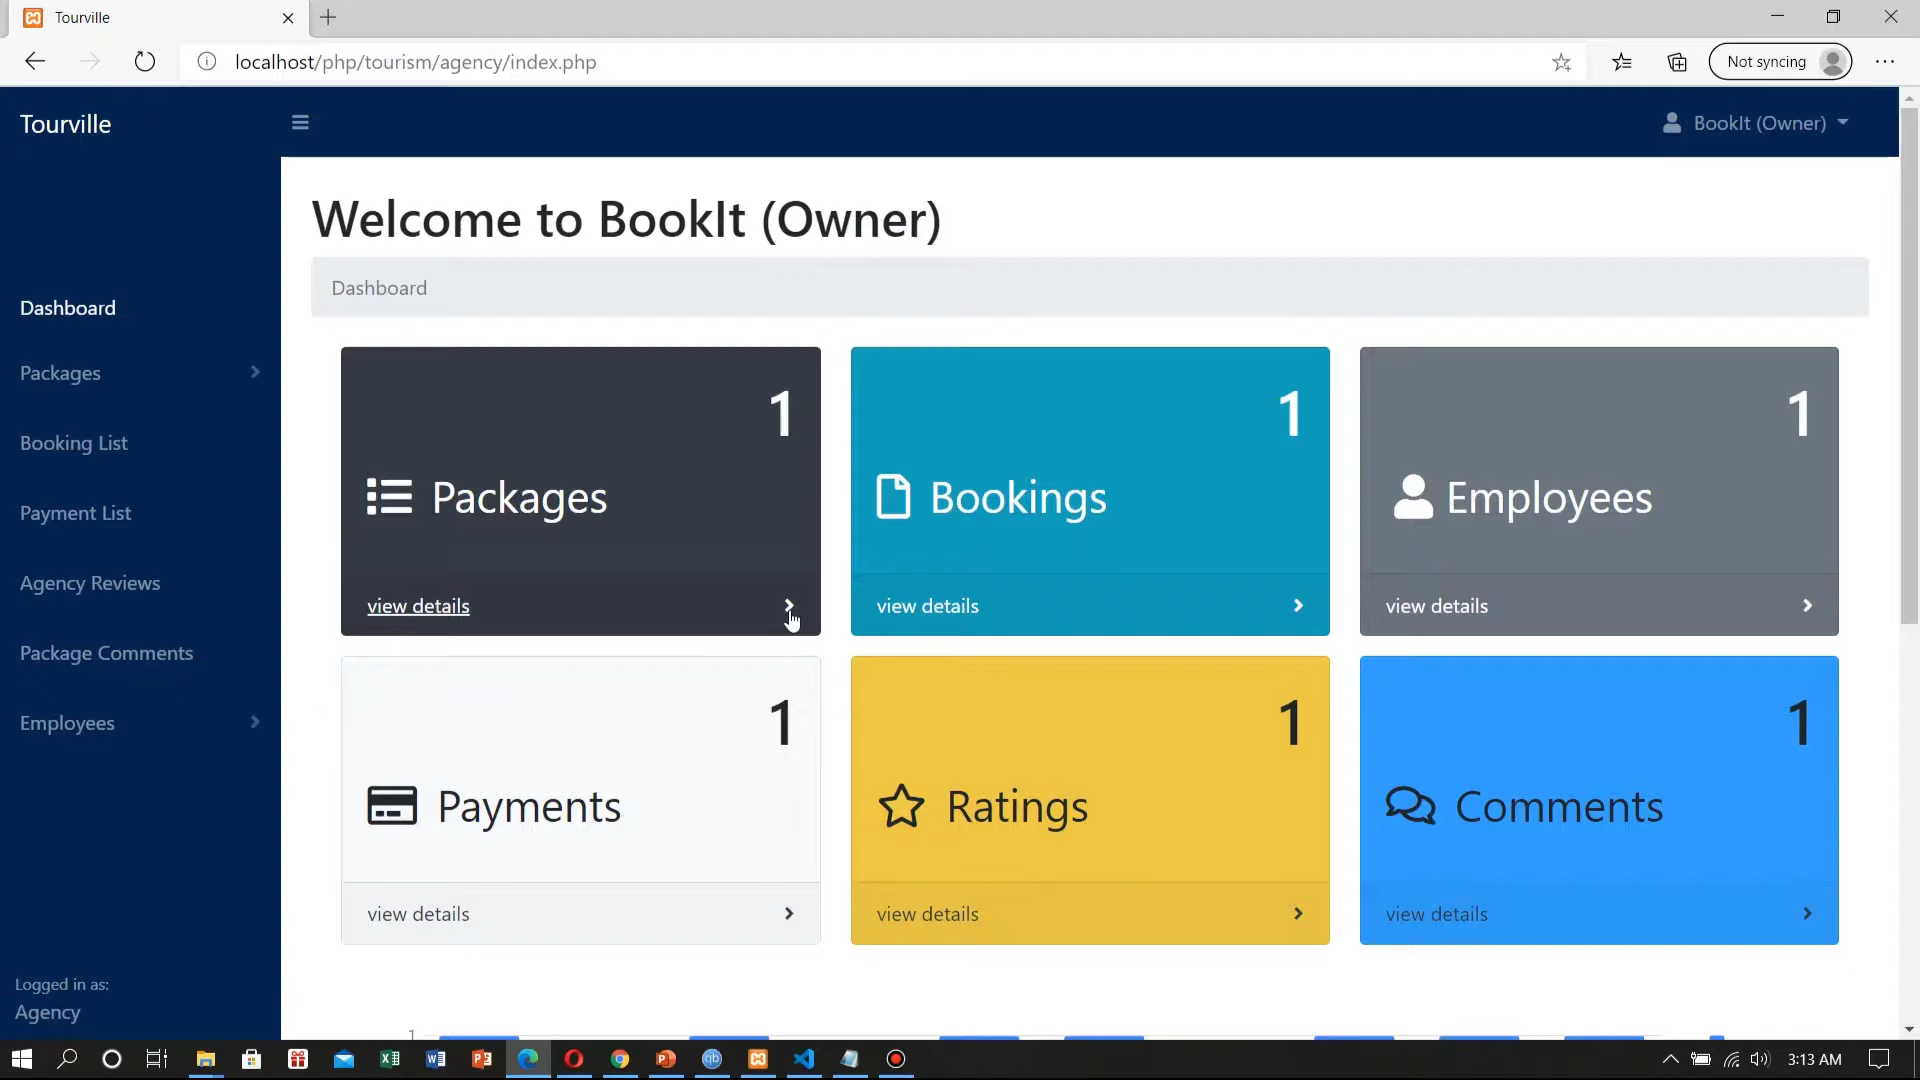 Tourville
localhost/php/tourism/agency/index.php
Not syncing
Tourville
BookIt (Owner)
Welcome to BookIt (Owner)
Dashboard
Dashboard
Packages
Booking List
Payment List
Agency Reviews
Package Comments
Employees
1
Packages
view details
1
Bookings
view details
1
Employees
view details
1
Payments
view details
1
Ratings
view details
1
Comments
view details
Logged in as:
Agency
1
3:13 AM